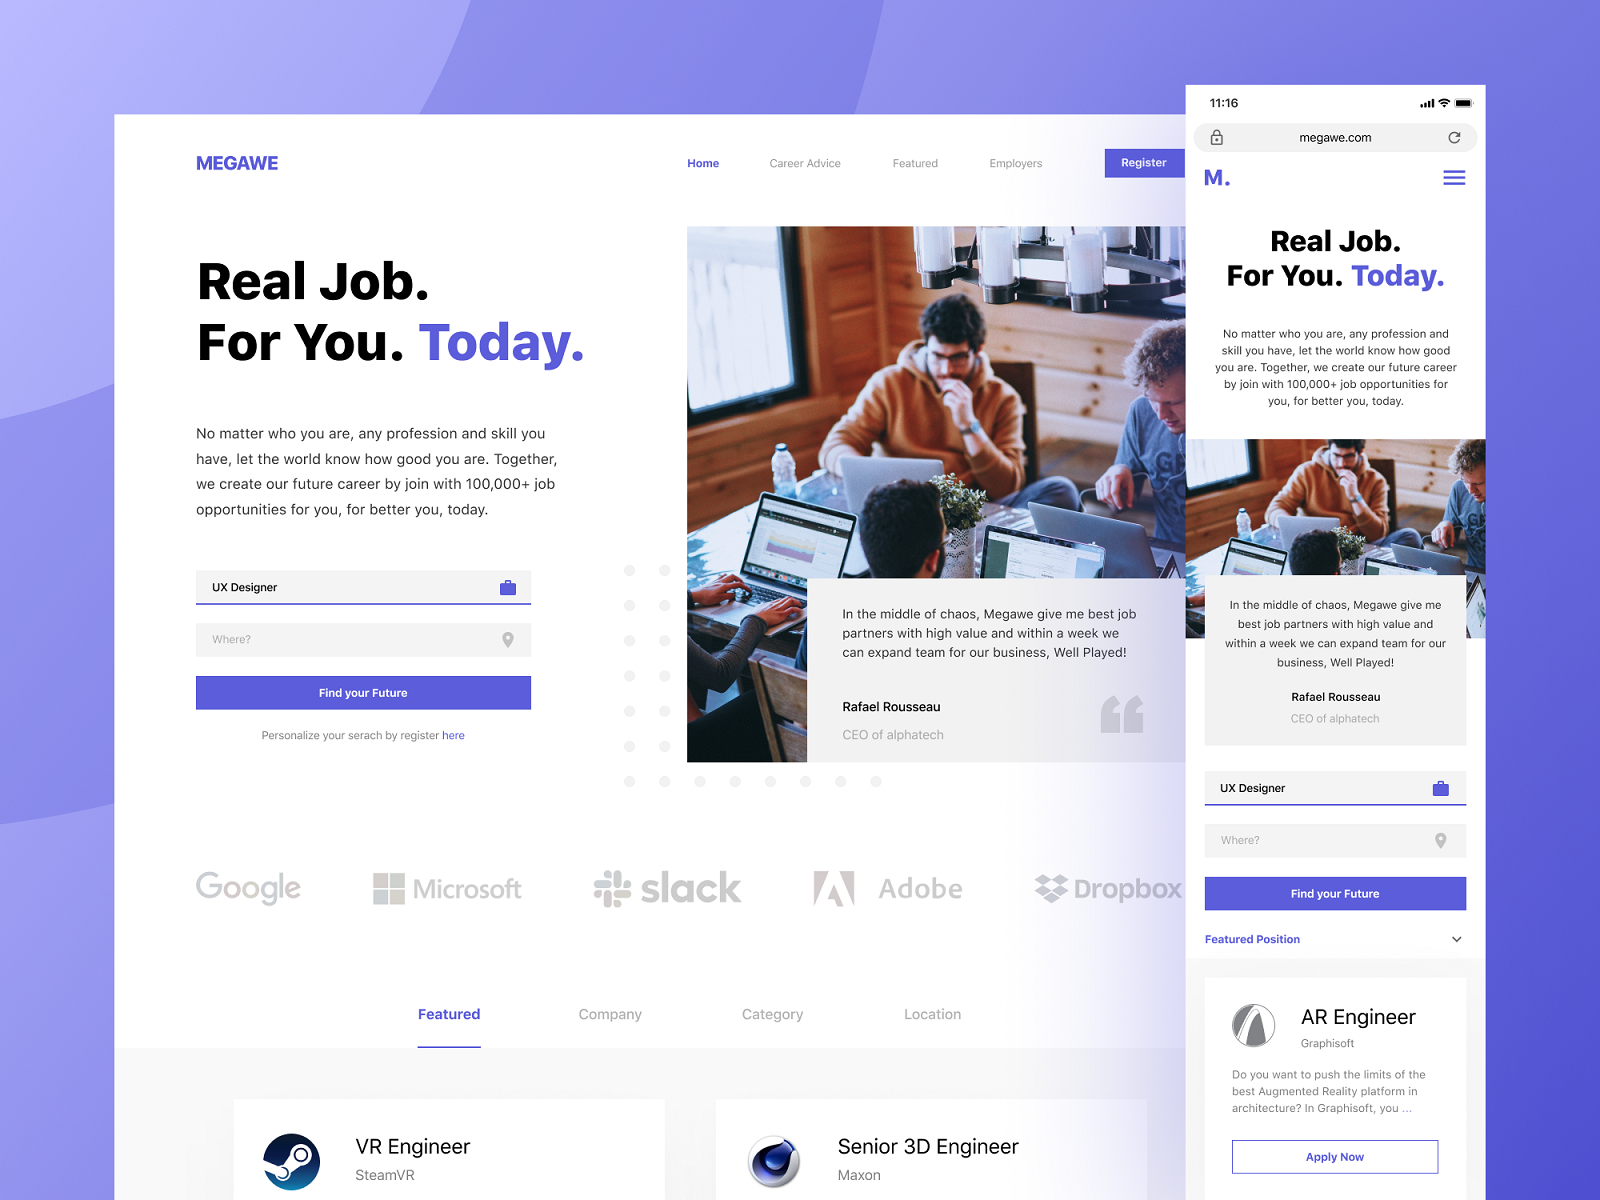 MEGAWE
Home
Career Advice
Featured
Employers
Register
Real Job.
For You. Today.
No matter who you are, any profession and skill you
have, let the world know how good you are. Together,
we create our future career by join with 100,000+ job
opportunities for you, for better you, today.
UX Designer
Where?
Find your Future
Personalize your serach by register here
In the middle of chaos, Megawe give me best job
partners with high value and within a week we
can expand team for our business, Well Played!
Rafael Rousseau
CEO of alphatech
Google
Microsoft
slack
Adobe
Dropbox
Featured
Company
Category
Location
VR Engineer
SteamVR
Senior 3D Engineer
Maxon
11:16
megawe.com
M.
Real Job.
For You. Today.
No matter who you are, any profession and
skill you have, let the world know how good
you are. Together, we create our future career
by join with 100,000+ job opportunities for
you, for better you, today.
In the middle of chaos, Megawe give me
best job partners with high value and
within a week we can expand team for our
business, Well Played!
Rafael Rousseau
CEO of alphatech
UX Designer
Where?
Find your Future
Featured Position
AR Engineer
Graphisoft
Do you want to push the limits of the
best Augmented Reality platform in
architecture? In Graphisoft, you ...
Apply Now